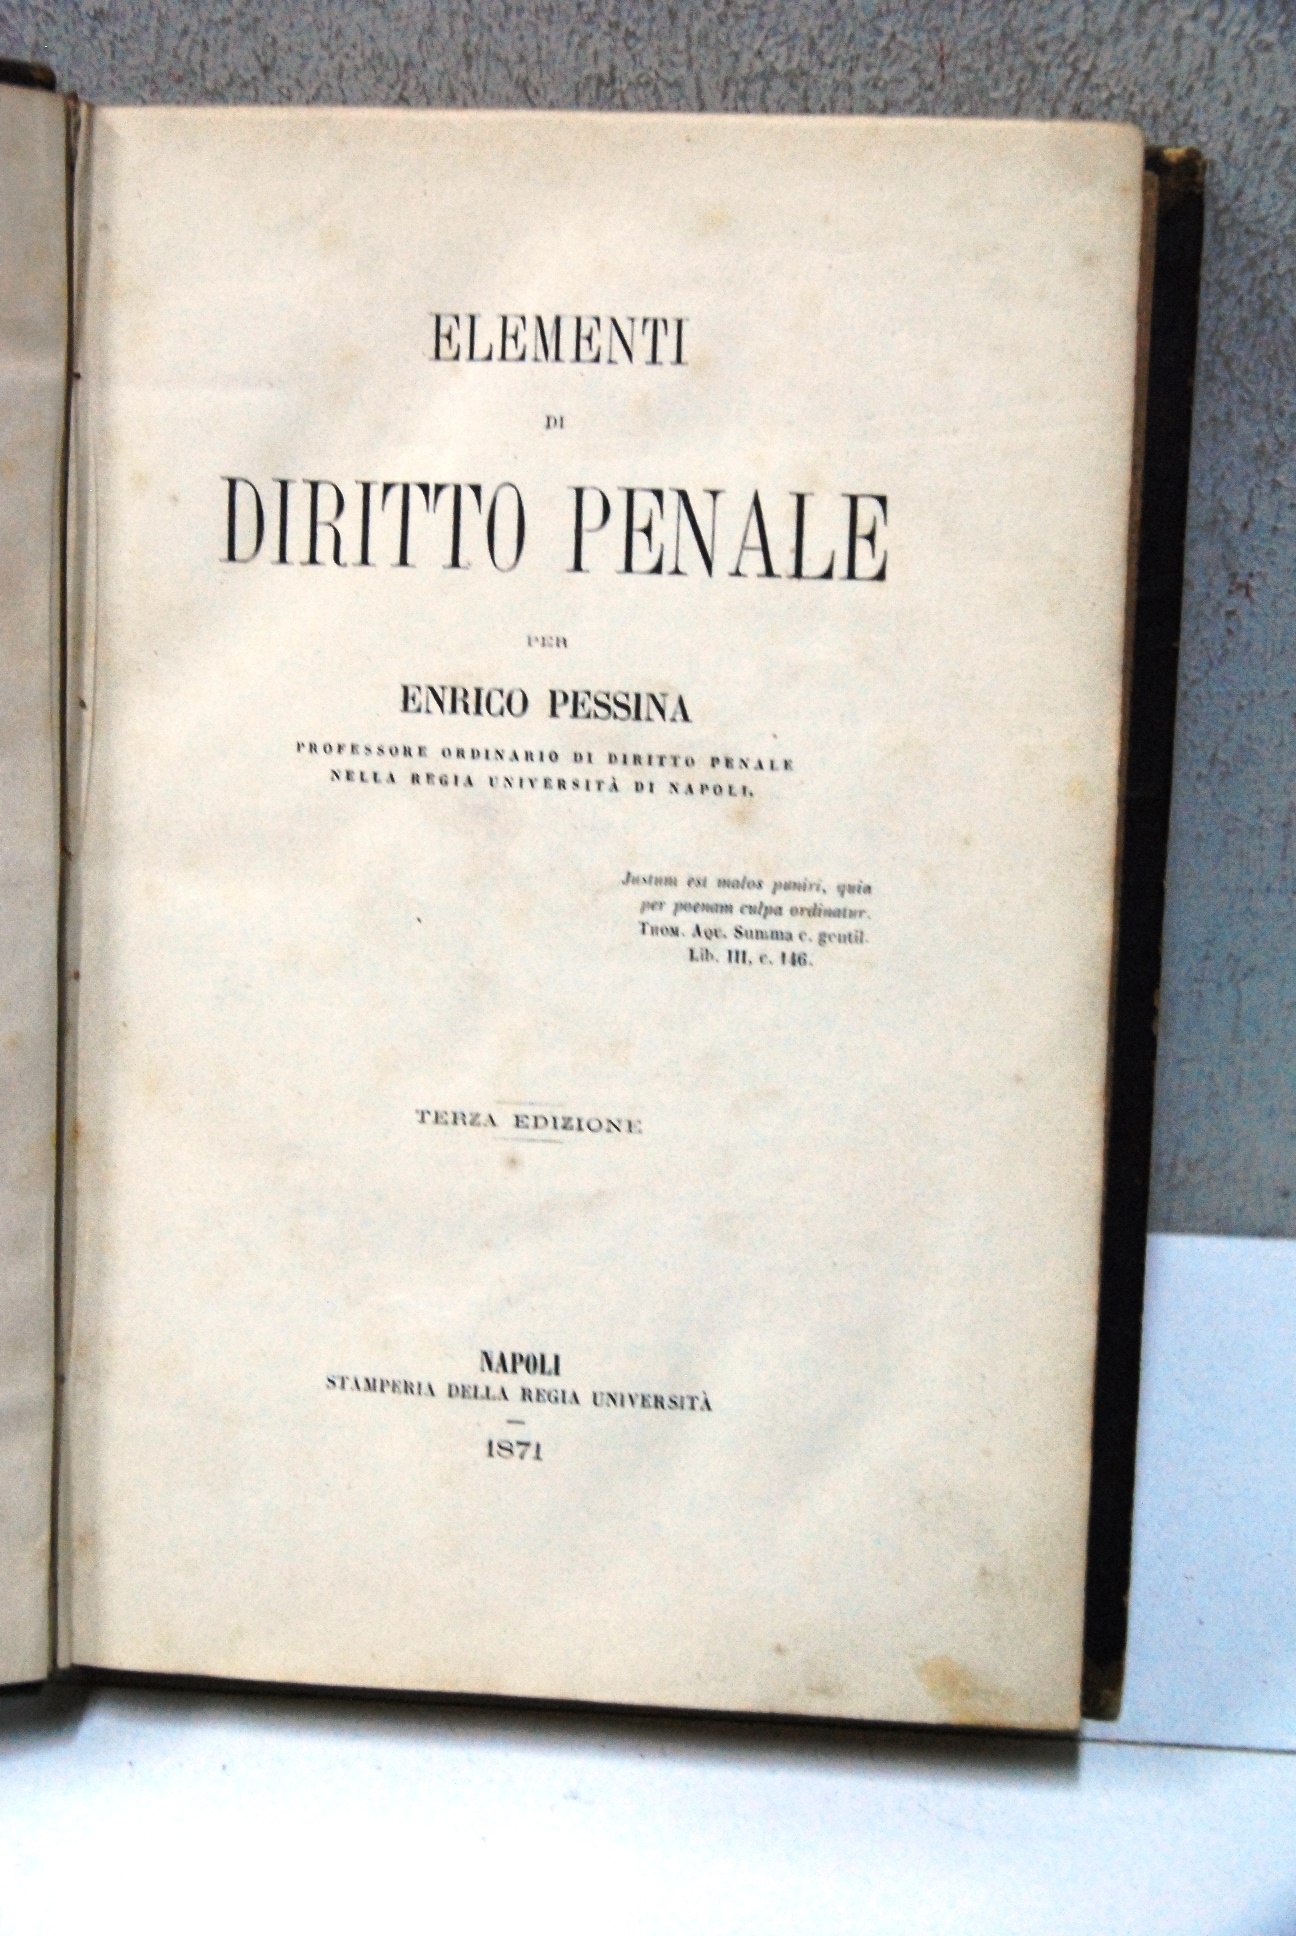 ELEMENTI
DI
DIRITTO PENALE
PER
ENRICO PESSINA
PROFESSORE ORDINARIO DI DIRITTO PENALE
NELLA REGIA UNIVERSITÀ DI NAPOLI.
Justum est malos puniri, quia
per poenam culpa ordinatur.
THOM. AQU. Summa c. gentil.
Lib. III, c. 146.
TERZA EDIZIONE
NAPOLI
STAMPERIA DELLA REGIA UNIVERSITÀ
—
1871